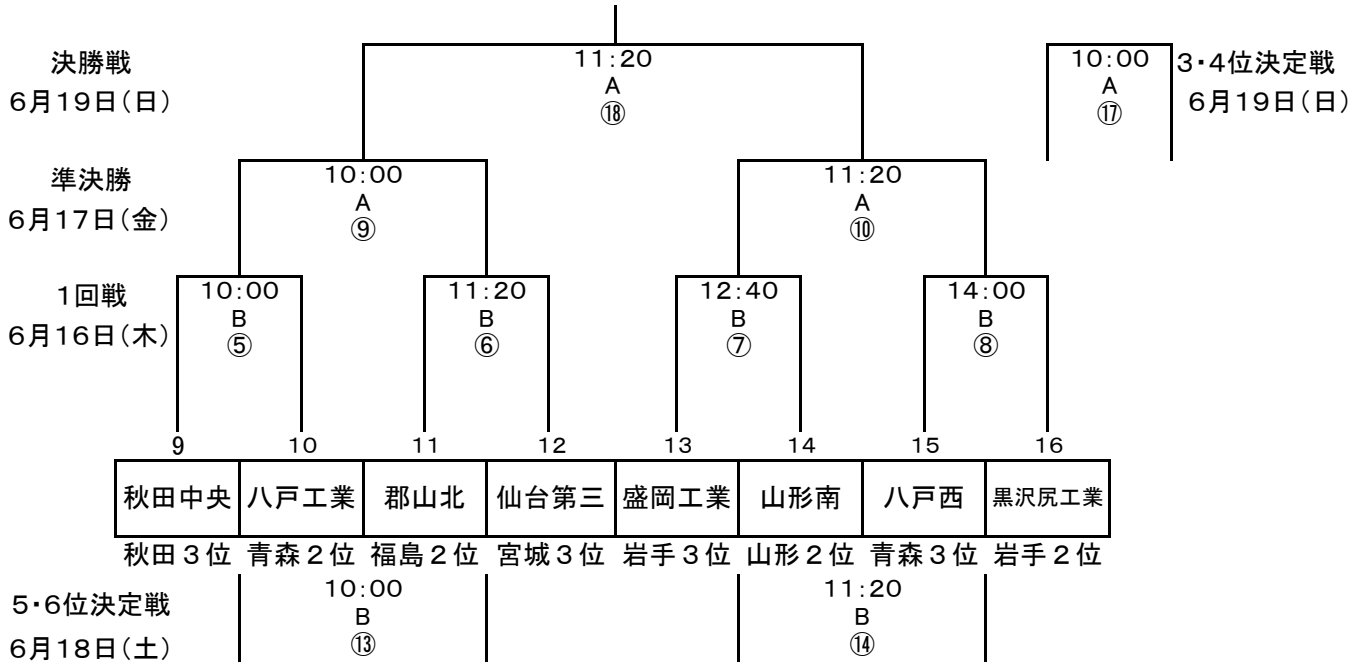 11:20
A
⑱
決勝戦
6月19日(日)
10:00
A
⑰
3・4位決定戦
6月19日(日)
準決勝
6月17日(金)
10:00
A
⑨
11:20
A
⑩
1回戦
6月16日(木)
10:00
B
⑤
11:20
B
⑥
12:40
B
⑦
14:00
B
⑧
9 10 11 12 13 14 15 16
秋田中央 八戸工業 郡山北 仙台第三 盛岡工業 山形南 八戸西 黒沢尻工業
秋田3位 青森2位 福島2位 宮城3位 岩手3位 山形2位 青森3位 岩手2位
5・6位決定戦
6月18日(土)
10:00
B
⑬
11:20
B
⑭